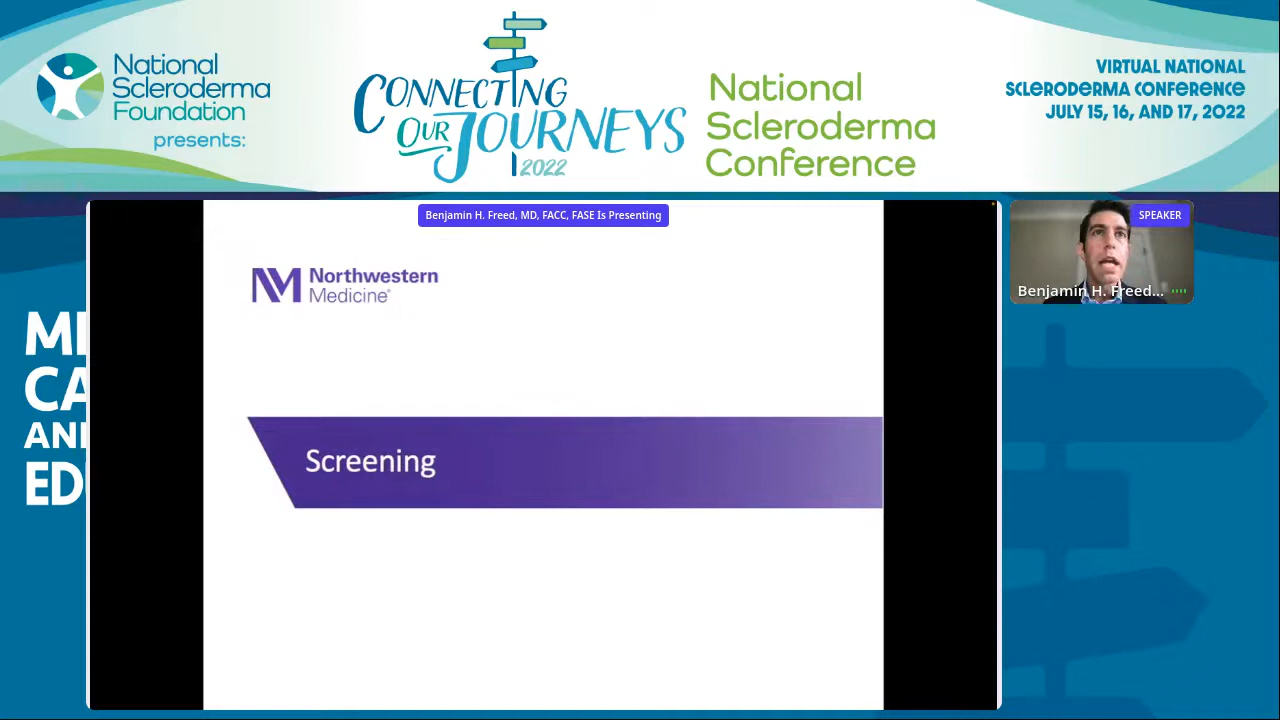 National
Scleroderma
Foundation
presents:
CONNECTING
OUR JOURNEYS
2022
National
Scleroderma
Conference
VIRTUAL NATIONAL
SCLERODERMA CONFERENCE
JULY 15, 16, AND 17, 2022
Benjamin H. Freed, MD, FACC, FASE Is Presenting
SPEAKER
Benjamin H. Freed...
Northwestern
Medicine®
Screening